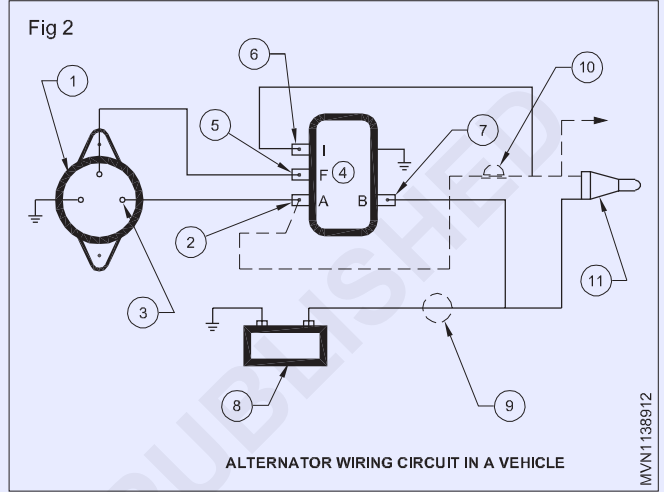 Fig 2
6
10
1
5
7
I
F
4
A
B
2
3
11
8
9
ALTERNATOR WIRING CIRCUIT IN A VEHICLE
MVN1138912
PUBLISHED